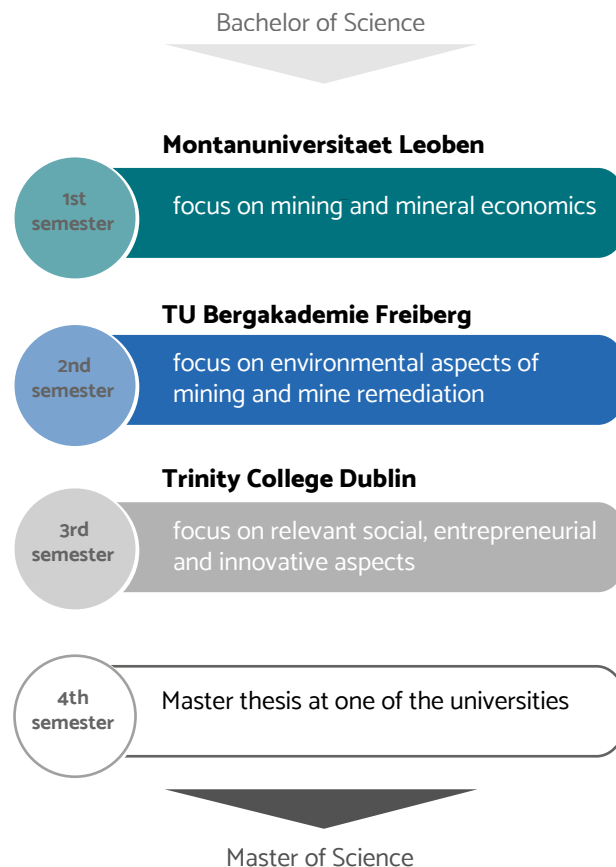 Bachelor of Science
Montanuniversitaet Leoben
1st
semester
focus on mining and mineral economics
TU Bergakademie Freiberg
2nd
semester
focus on environmental aspects of
mining and mine remediation
Trinity College Dublin
3rd
semester
focus on relevant social, entrepreneurial
and innovative aspects
4th
semester
Master thesis at one of the universities
Master of Science